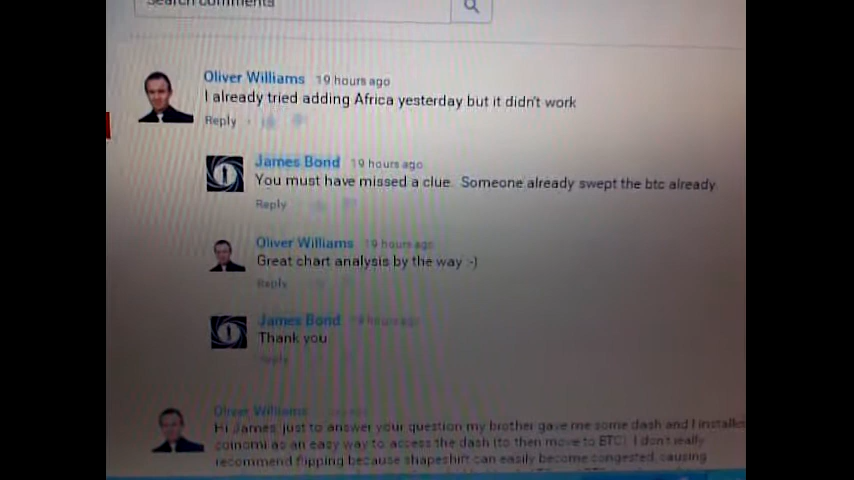 Search comments
Oliver Williams 19 hours ago
I already tried adding Africa yesterday but it didn't work
Reply
James Bond 19 hours ago
You must have missed a clue. Someone already swept the btc already
Reply
Oliver Williams 19 hours ago
Great chart analysis by the way :-)
Reply
James Bond 19 hours ago
Thank you
Reply
Oliver Williams
Hi James, just to answer your question my brother gave me some dash and I
coinomi as an easy way to access the dash (to then move to BTC). I don't really
recommend flipping because shapeshift can easily become congested, causing